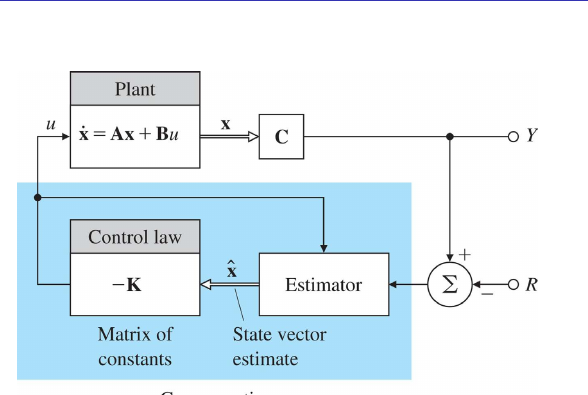 Plant
u
ẋ = Ax + Bu
x
C
Y
Control law
−K
x̂
Estimator
+
Σ
−
R
Matrix of
constants
State vector
estimate